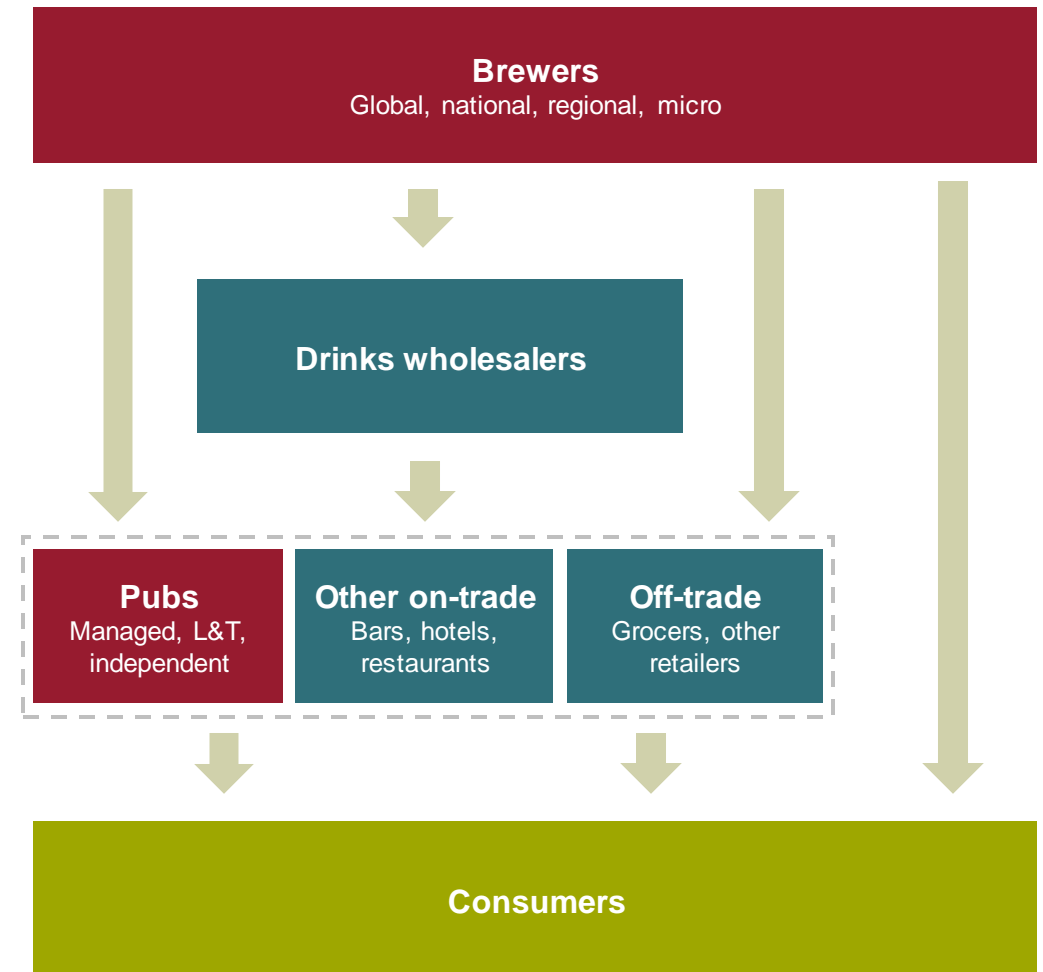 Brewers
Global, national, regional, micro
Drinks wholesalers
Pubs
Managed, L&T,
independent
Other on-trade
Bars, hotels,
restaurants
Off-trade
Grocers, other
retailers
Consumers